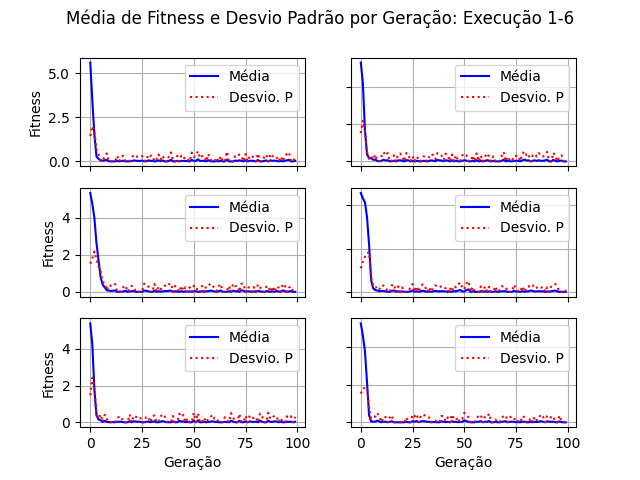 Média de Fitness e Desvio Padrão por Geração: Execução 1-6
5.0
2.5
0.0
Fitness
Média
Desvio. P
Média
Desvio. P
4
2
0
Fitness
Média
Desvio. P
Média
Desvio. P
4
2
0
Fitness
Média
Desvio. P
0 25 50 75 100
Geração
Média
Desvio. P
0 25 50 75 100
Geração